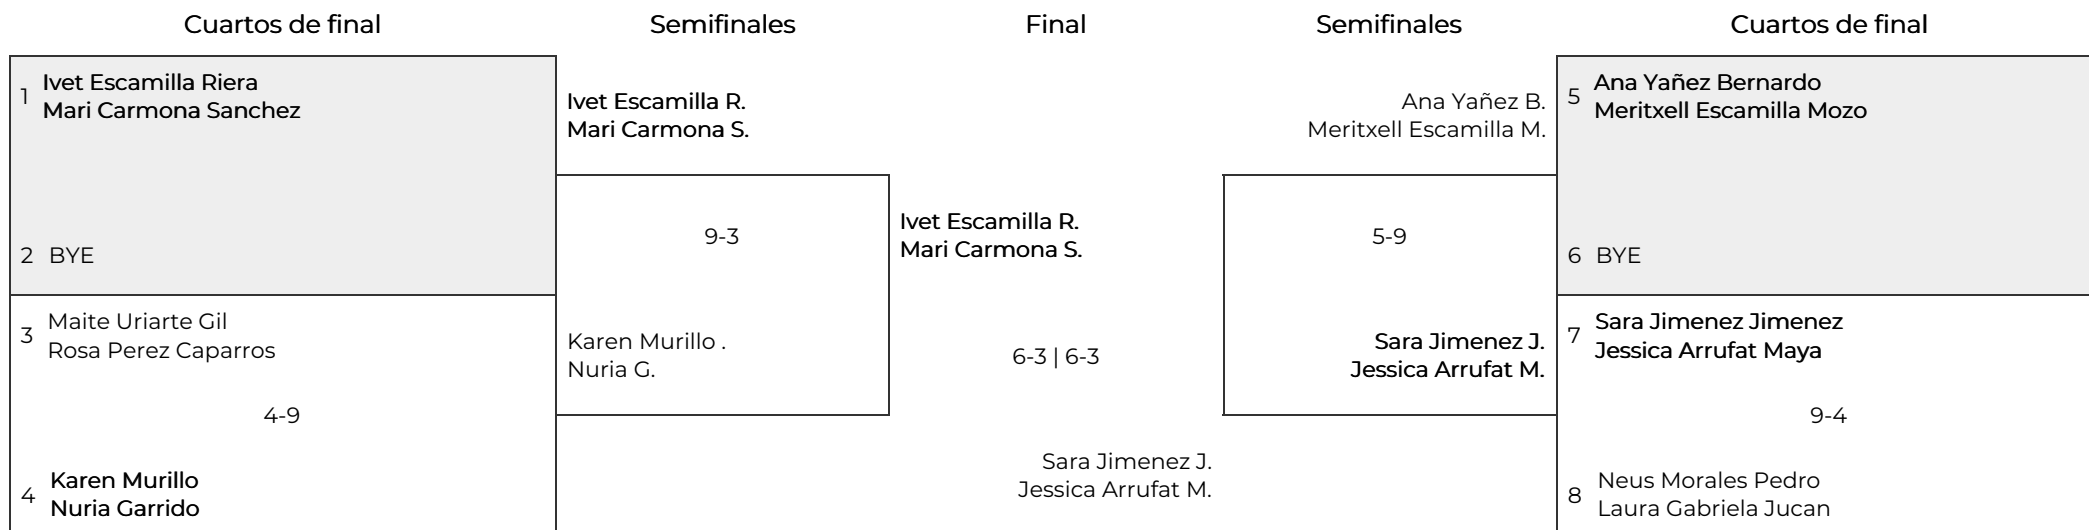 Cuartos de final
Semifinales
Final
Semifinales
Cuartos de final
1
Ivet Escamilla Riera
Mari Carmona Sanchez
2 BYE
3
Maite Uriarte Gil
Rosa Perez Caparros
4-9
4
Karen Murillo
Nuria Garrido
Ivet Escamilla R.
Mari Carmona S.
9-3
Karen Murillo .
Nuria G.
Ivet Escamilla R.
Mari Carmona S.
6-3 | 6-3
Sara Jimenez J.
Jessica Arrufat M.
Ana Yañez B.
Meritxell Escamilla M.
5-9
Sara Jimenez J.
Jessica Arrufat M.
5
Ana Yañez Bernardo
Meritxell Escamilla Mozo
6 BYE
7
Sara Jimenez Jimenez
Jessica Arrufat Maya
9-4
8
Neus Morales Pedro
Laura Gabriela Jucan